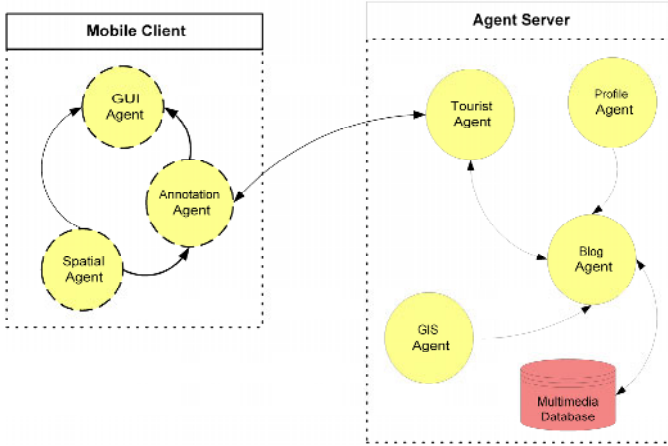 Mobile Client
GUI
Agent
Annotation
Agent
Spatial
Agent
Agent Server
Tourist
Agent
Profile
Agent
Blog
Agent
GIS
Agent
Multimedia
Database